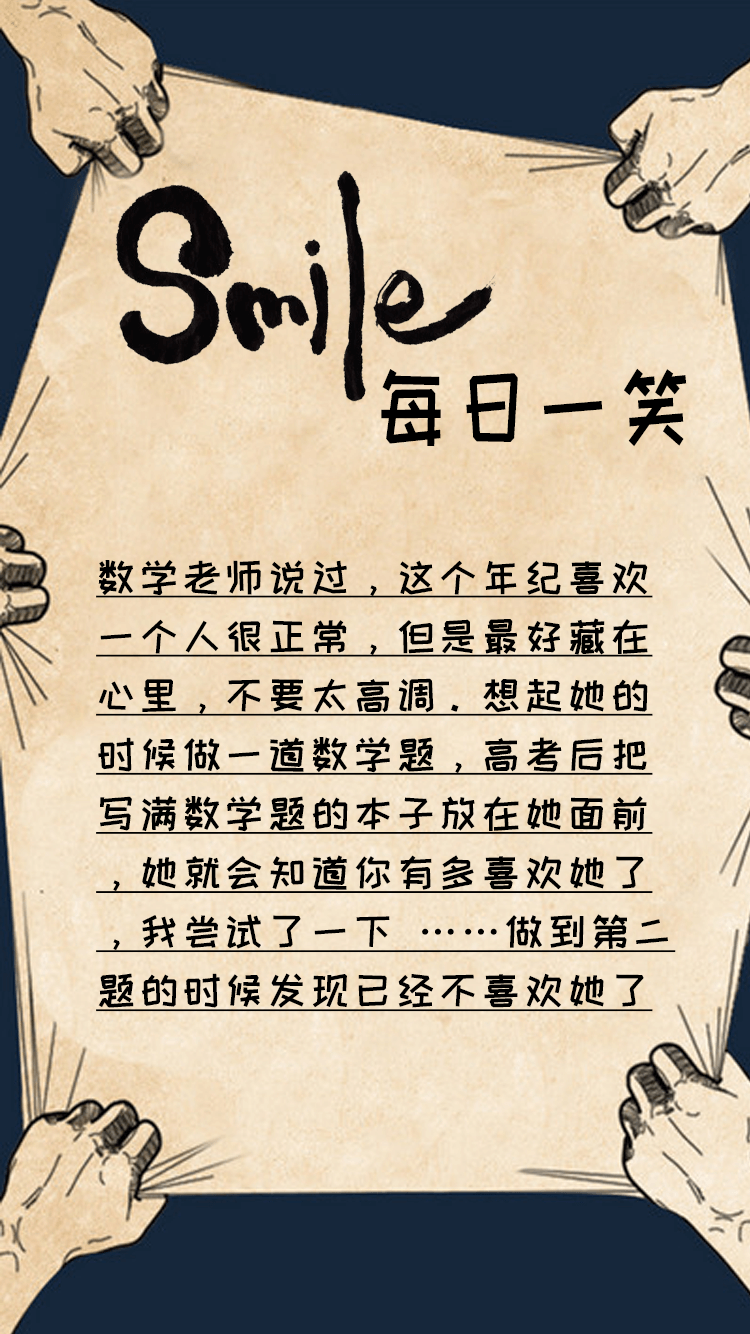 Smile
每日一笑
数学老师说过，这个年纪喜欢
一个人很正常，但是最好藏在
心里，不要太高调。想起她的
时候做一道数学题，高考后把
写满数学题的本子放在她面前
，她就会知道你有多喜欢她了
，我尝试了一下 ……做到第二
题的时候发现已经不喜欢她了